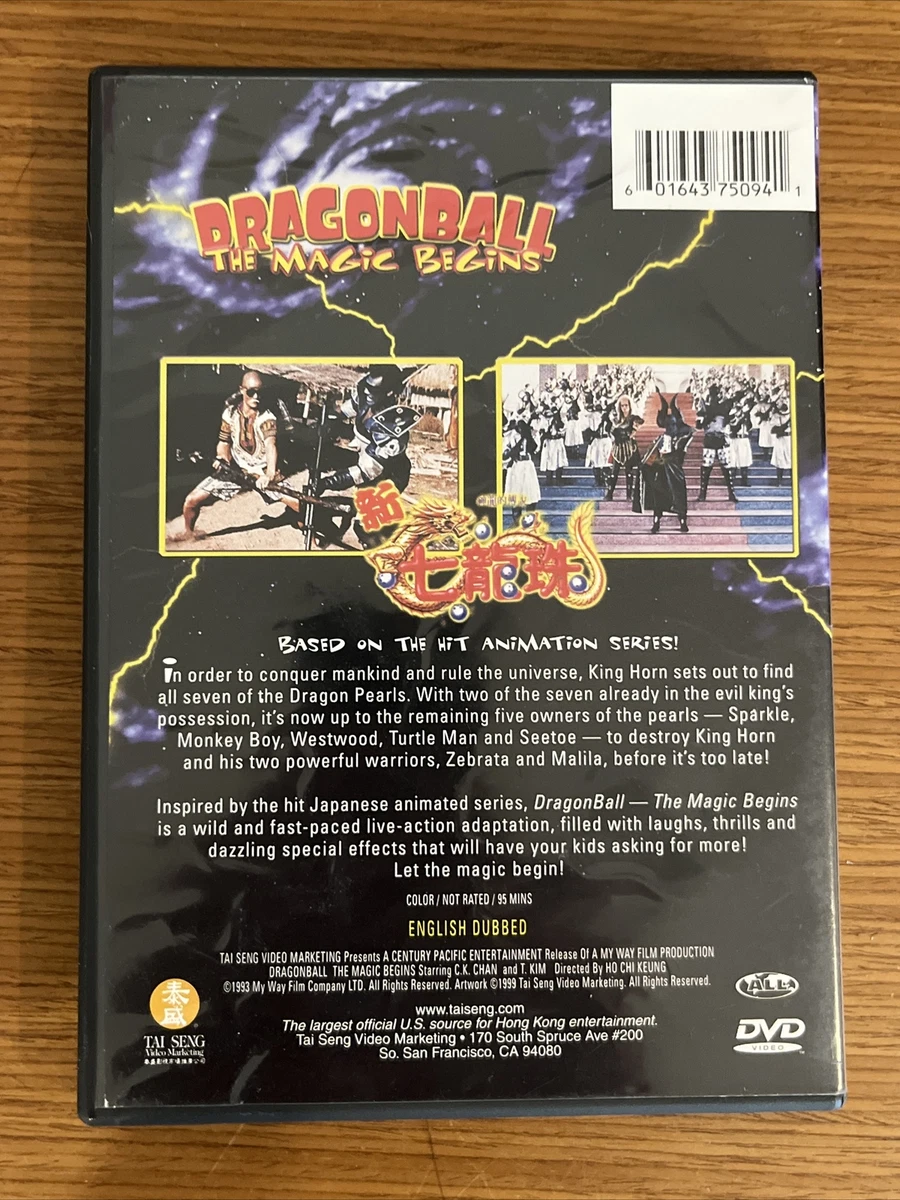 6 01643 75094 1
DRAGONBALL
THE MAGIC BEGINS
新
七龍珠
BASED ON THE HIT ANIMATION SERIES!
In order to conquer mankind and rule the universe, King Horn sets out to find
all seven of the Dragon Pearls. With two of the seven already in the evil king's
possession, it's now up to the remaining five owners of the pearls — Sparkle,
Monkey Boy, Westwood, Turtle Man and Seetoe — to destroy King Horn
and his two powerful warriors, Zebrata and Malila, before it's too late!
Inspired by the hit Japanese animated series, DragonBall — The Magic Begins
is a wild and fast-paced live-action adaptation, filled with laughs, thrills and
dazzling special effects that will have your kids asking for more!
Let the magic begin!
COLOR / NOT RATED / 95 MINS
ENGLISH DUBBED
TAI SENG VIDEO MARKETING Presents A CENTURY PACIFIC ENTERTAINMENT Release Of A MY WAY FILM PRODUCTION
DRAGONBALL THE MAGIC BEGINS Starring C.K. CHAN and T. KIM Directed By HO CHI KEUNG
©1993 My Way Film Company LTD. All Rights Reserved. Artwork ©1999 Tai Seng Video Marketing. All Rights Reserved.
www.taiseng.com
The largest official U.S. source for Hong Kong entertainment.
Tai Seng Video Marketing • 170 South Spruce Ave #200
So. San Francisco, CA 94080
泰盛
TAI SENG
Video Marketing
ALL
DVD
VIDEO